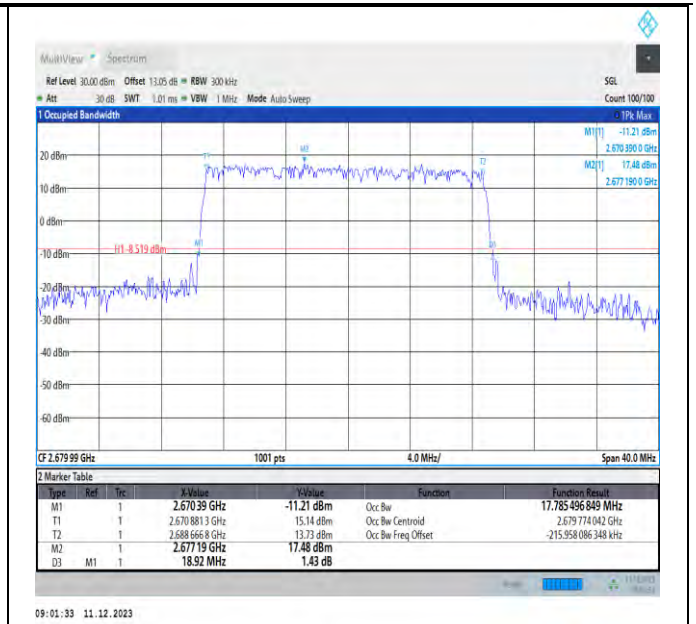 MultiView Spectrum
Ref Level 30.00 dBm Offset 13.05 dB RBW 300 kHz SGL
Att 30 dB SWT 1.01 ms VBW 1 MHz Mode Auto Sweep Count 100/100
1 Occupied Bandwidth 1Pk Max
M1[1] -11.21 dBm
2.670 390 0 GHz
M2[1] 17.48 dBm
2.677 190 0 GHz
20 dBm
10 dBm
0 dBm
-10 dBm
-20 dBm
-30 dBm
-40 dBm
-50 dBm
-60 dBm
H1 -8.519 dBm
T1
M2
T2
M1
D3
CF 2.679 99 GHz 1001 pts 4.0 MHz/ Span 40.0 MHz
2 Marker Table
Type Ref Trc X-Value Y-Value Function Function Result
M1 1 2.670 39 GHz -11.21 dBm Occ Bw 17.785 496 849 MHz
T1 1 2.670 881 3 GHz 15.14 dBm Occ Bw Centroid 2.679 774 042 GHz
T2 1 2.688 666 8 GHz 13.73 dBm Occ Bw Freq Offset -215.958 086 348 kHz
M2 1 2.677 19 GHz 17.48 dBm
D3 M1 1 18.92 MHz 1.43 dB
09:01:33 11.12.2023